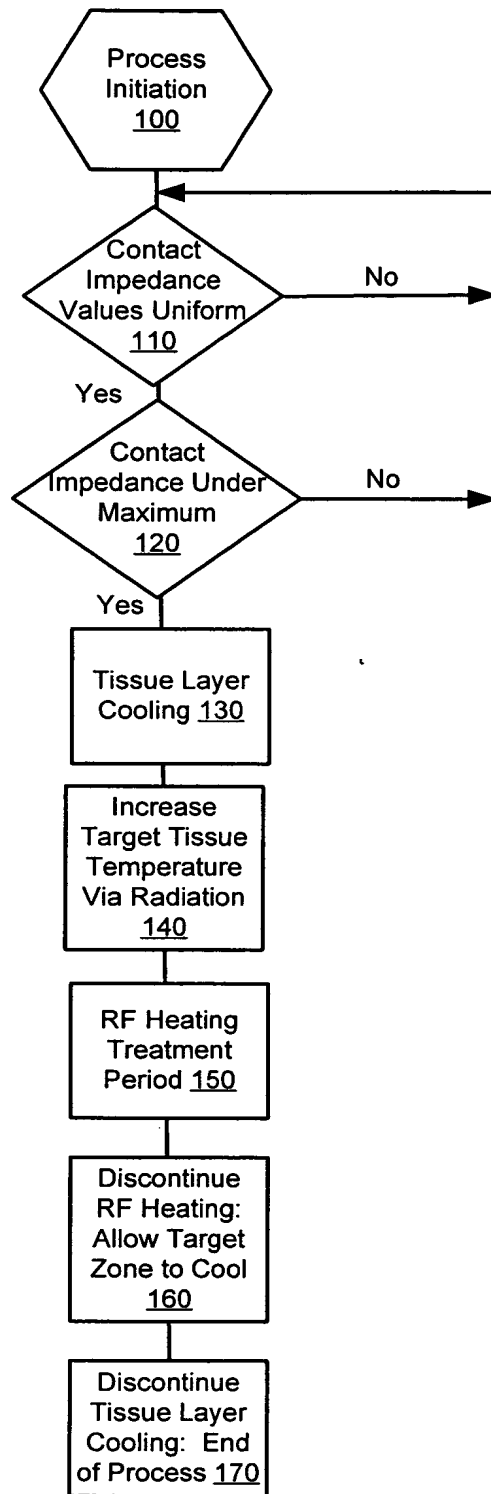 Process
Initiation
100
Contact
Impedance
Values Uniform
110
No
Yes
Contact
Impedance Under
Maximum
120
No
Yes
Tissue Layer
Cooling 130
Increase
Target Tissue
Temperature
Via Radiation
140
RF Heating
Treatment
Period 150
Discontinue
RF Heating:
Allow Target
Zone to Cool
160
Discontinue
Tissue Layer
Cooling: End
of Process 170